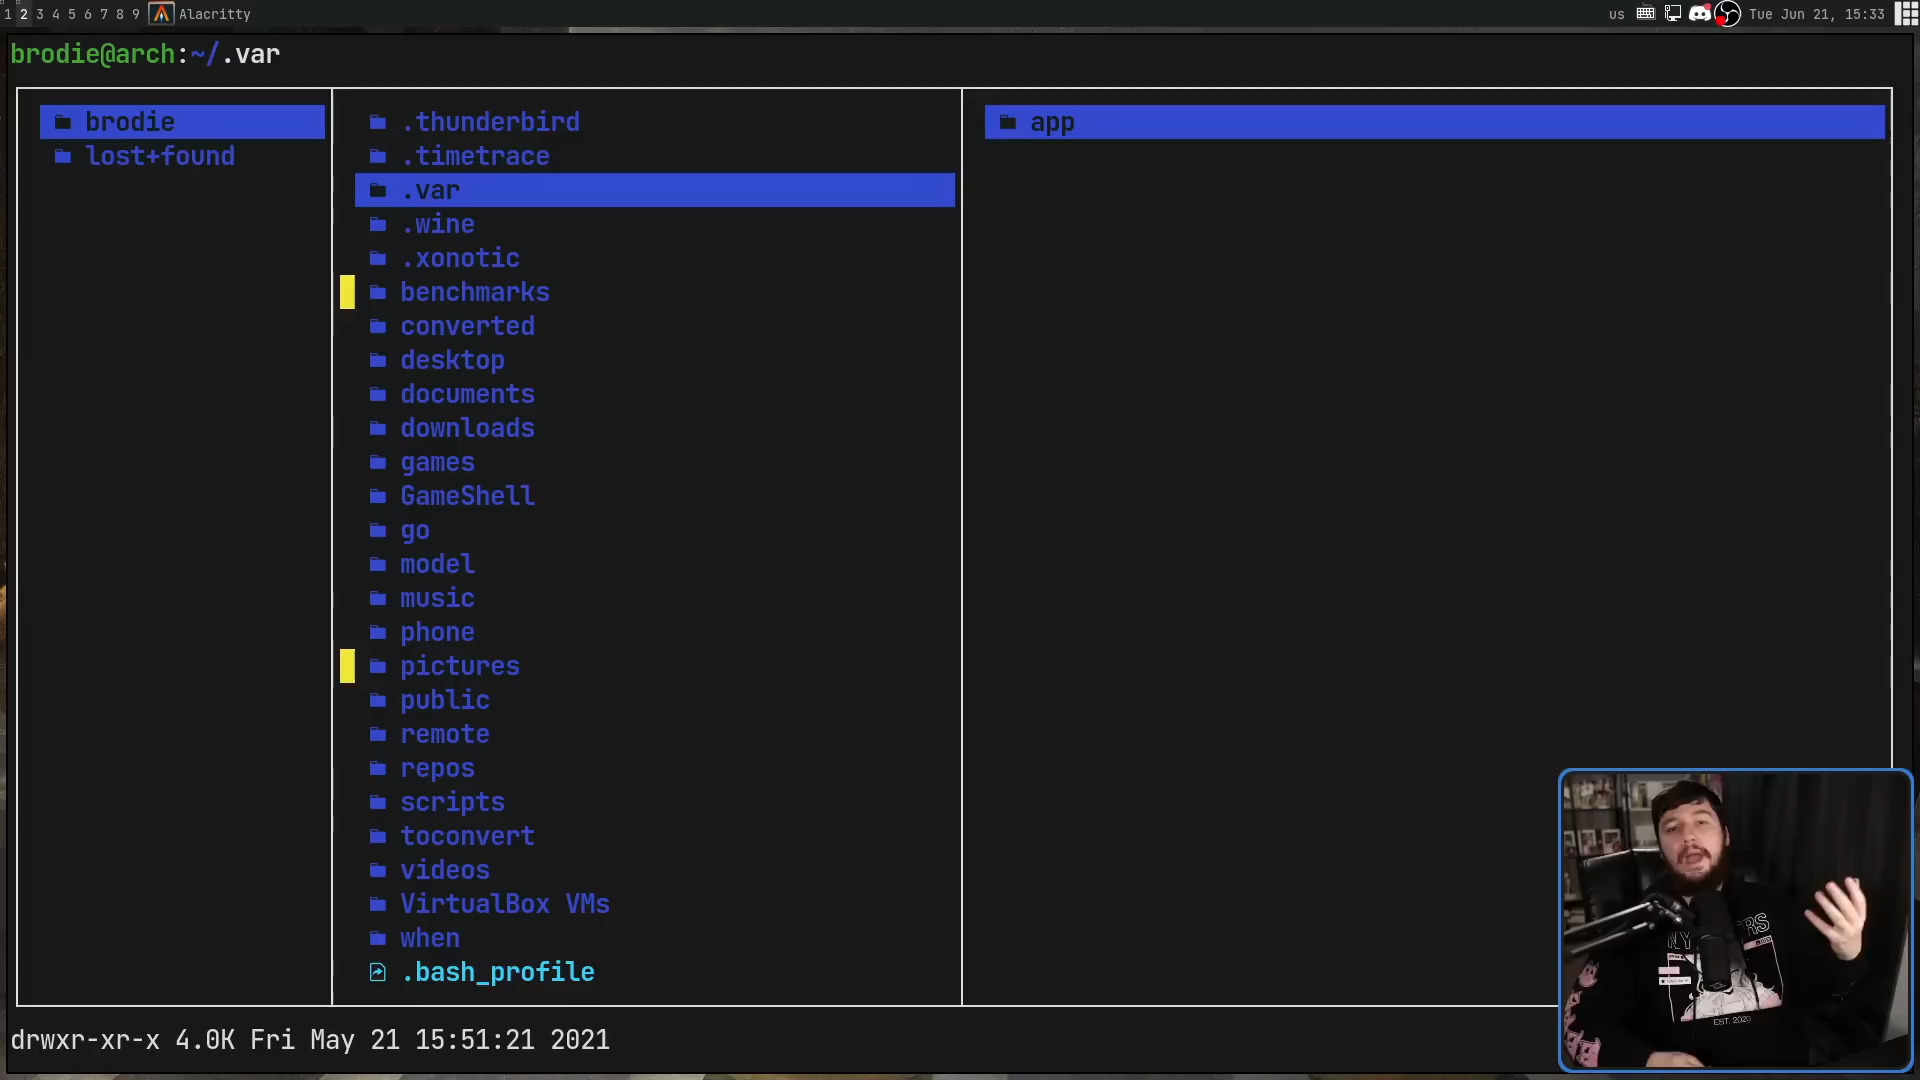 1 2 3 4 5 6 7 8 9 Alacritty us Tue Jun 21, 15:33
brodie@arch:~/.var
brodie
lost+found
.thunderbird
.timetrace
.var
.wine
.xonotic
benchmarks
converted
desktop
documents
downloads
games
GameShell
go
model
music
phone
pictures
public
remote
repos
scripts
toconvert
videos
VirtualBox VMs
when
.bash_profile
app
drwxr-xr-x 4.0K Fri May 21 15:51:21 2021
EST. 2020